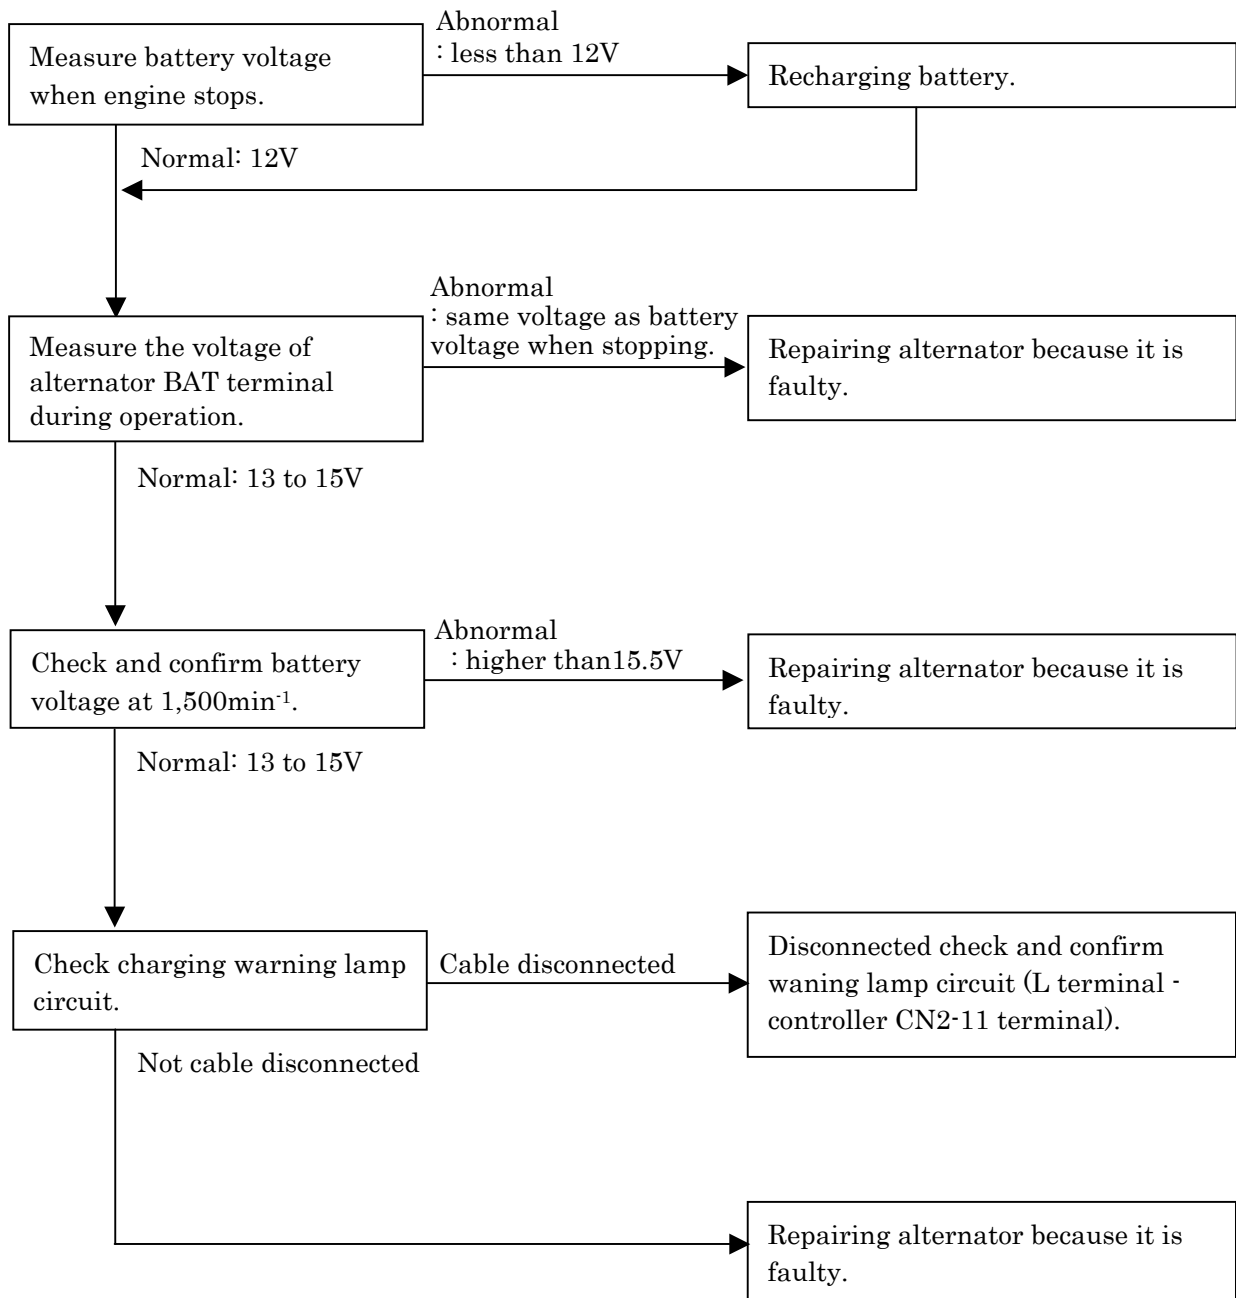 Abnormal
: less than 12V
Measure battery voltage
when engine stops.
Recharging battery.
Normal: 12V
Abnormal
: same voltage as battery
voltage when stopping.
Measure the voltage of
alternator BAT terminal
during operation.
Repairing alternator because it is
faulty.
Normal: 13 to 15V
Abnormal
: higher than15.5V
Check and confirm battery
voltage at 1,500min-1.
Repairing alternator because it is
faulty.
Normal: 13 to 15V
Check charging warning lamp
circuit.
Cable disconnected
Disconnected check and confirm
waning lamp circuit (L terminal -
controller CN2-11 terminal).
Not cable disconnected
Repairing alternator because it is
faulty.